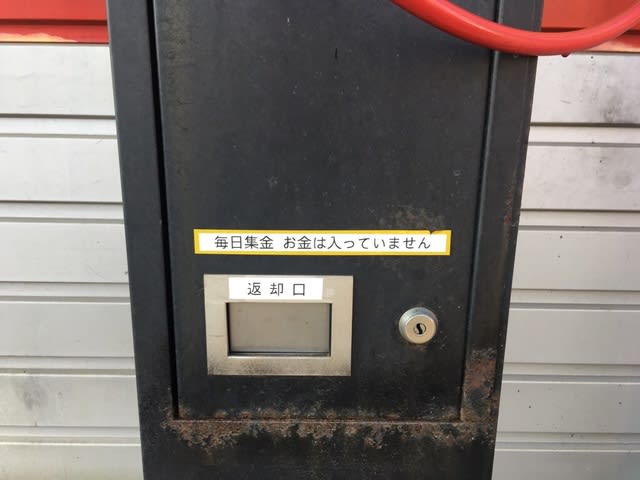 毎日集金 お金は入っていません
返却口